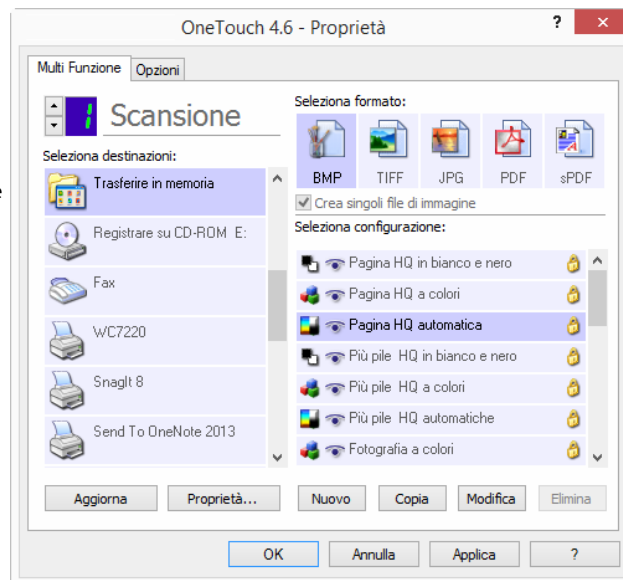 OneTouch 4.6 - Proprietà
?
×
Multi Funzione
Opzioni
1
Scansione
Seleziona destinazioni:
Trasferire in memoria
Registrare su CD-ROM E:
Fax
WC7220
SnagIt 8
Send To OneNote 2013
Aggiorna
Proprietà...
Seleziona formato:
BMP
TIFF
JPG
PDF
sPDF
Crea singoli file di immagine
Seleziona configurazione:
Pagina HQ in bianco e nero
Pagina HQ a colori
Pagina HQ automatica
Più pile HQ in bianco e nero
Più pile HQ a colori
Più pile HQ automatiche
Fotografia a colori
Nuovo
Copia
Modifica
Elimina
OK
Annulla
Applica
?
e